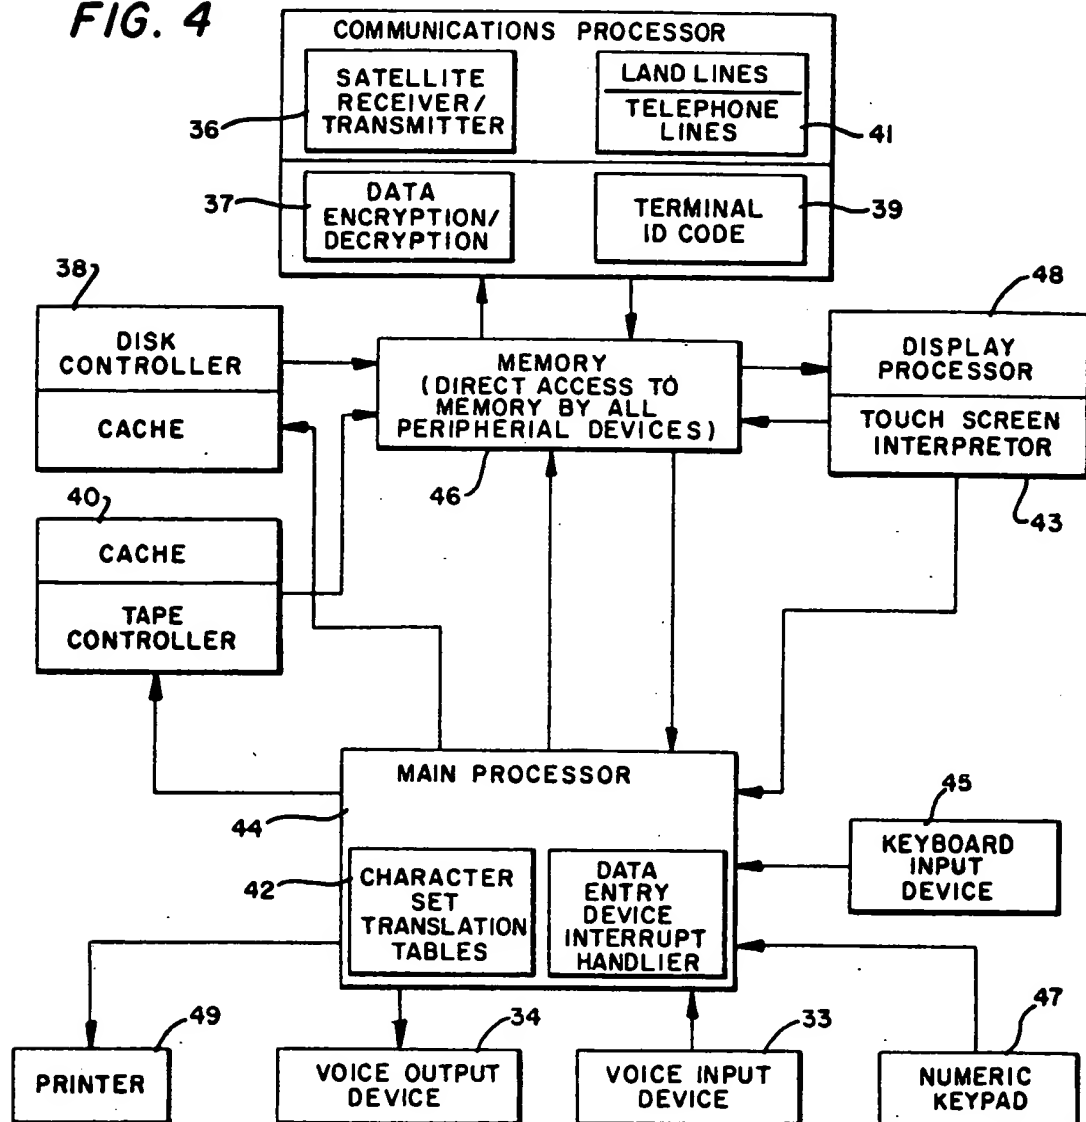 FIG. 4
COMMUNICATIONS PROCESSOR
SATELLITE
RECEIVER/
TRANSMITTER
36
LAND LINES
TELEPHONE
LINES
41
37
DATA
ENCRYPTION/
DECRYPTION
TERMINAL
ID CODE
39
38
DISK
CONTROLLER
CACHE
MEMORY
(DIRECT ACCESS TO
MEMORY BY ALL
PERIPHERIAL DEVICES)
46
48
DISPLAY
PROCESSOR
TOUCH SCREEN
INTERPRETOR
43
40
CACHE
TAPE
CONTROLLER
MAIN PROCESSOR
44
42
CHARACTER
SET
TRANSLATION
TABLES
DATA
ENTRY
DEVICE
INTERRUPT
HANDLIER
45
KEYBOARD
INPUT
DEVICE
49
PRINTER
34
VOICE OUTPUT
DEVICE
33
VOICE INPUT
DEVICE
47
NUMERIC
KEYPAD